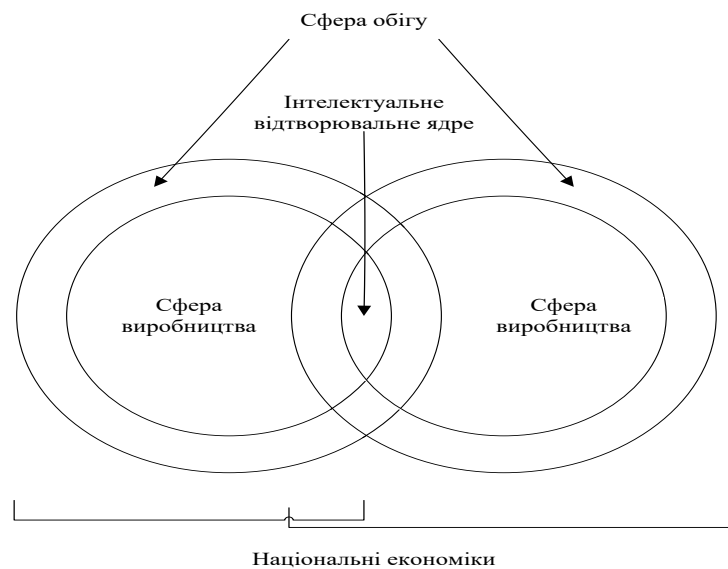 Сфера обігу
Інтелектуальне
відтворювальне ядре
Сфера
виробництва
Сфера
виробництва
Національні економіки